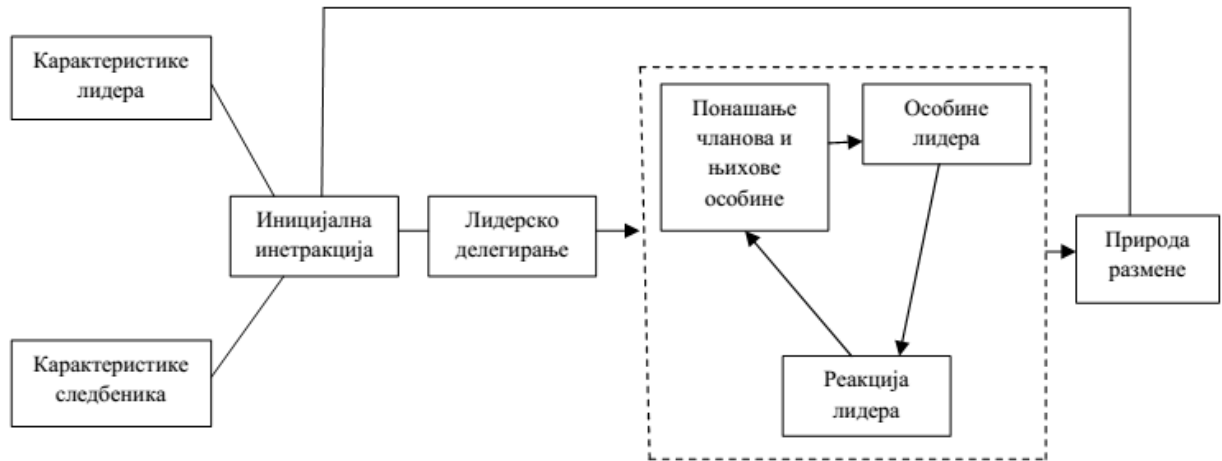 Карактеристике
лидера
Карактеристике
следбеника
Иницијална
инетракција
Лидерско
делегирање
Понашање
чланова и
њихове
особине
Особине
лидера
Реакција
лидера
Природа
размене